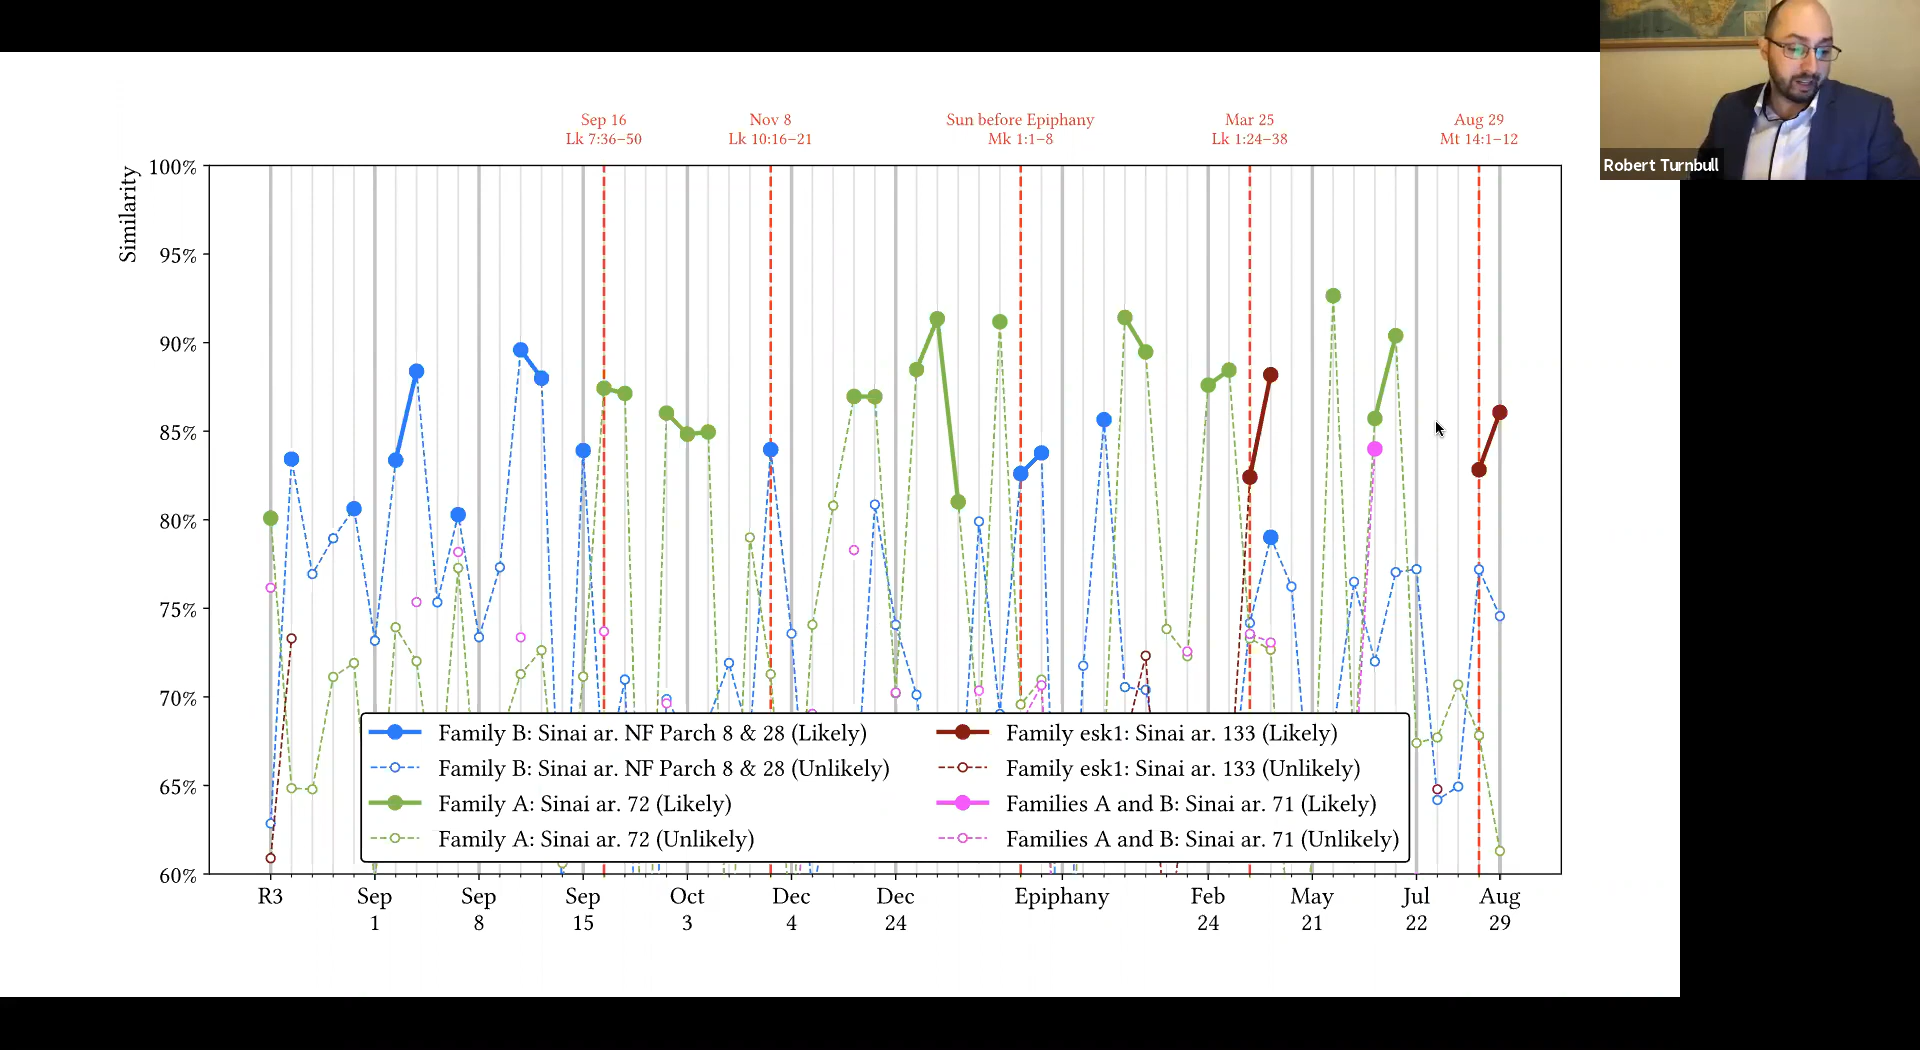 Sep 16
Lk 7:36–50
Nov 8
Lk 10:16–21
Sun before Epiphany
Mk 1:1–8
Mar 25
Lk 1:24–38
Aug 29
Mt 14:1–12
Robert Turnbull
Similarity
100%
95%
90%
85%
80%
75%
70%
65%
60%
Family B: Sinai ar. NF Parch 8 & 28 (Likely)
Family B: Sinai ar. NF Parch 8 & 28 (Unlikely)
Family A: Sinai ar. 72 (Likely)
Family A: Sinai ar. 72 (Unlikely)
Family esk1: Sinai ar. 133 (Likely)
Family esk1: Sinai ar. 133 (Unlikely)
Families A and B: Sinai ar. 71 (Likely)
Families A and B: Sinai ar. 71 (Unlikely)
R3
Sep
1
Sep
8
Sep
15
Oct
3
Dec
4
Dec
24
Epiphany
Feb
24
May
21
Jul
22
Aug
29